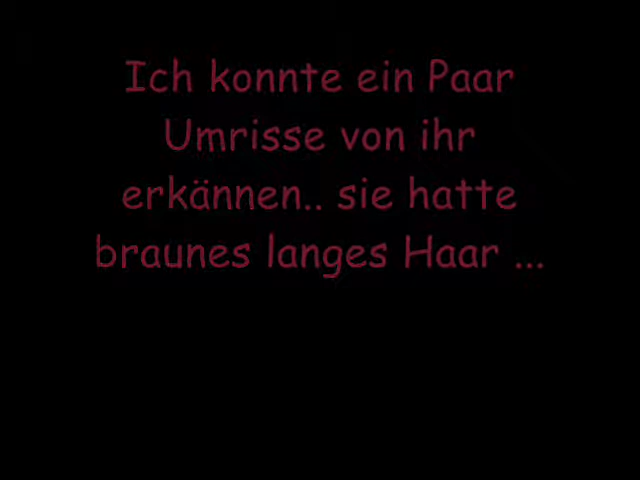 Ich konnte ein Paar
Umrisse von ihr
erkännen.. sie hatte
braunes langes Haar ...